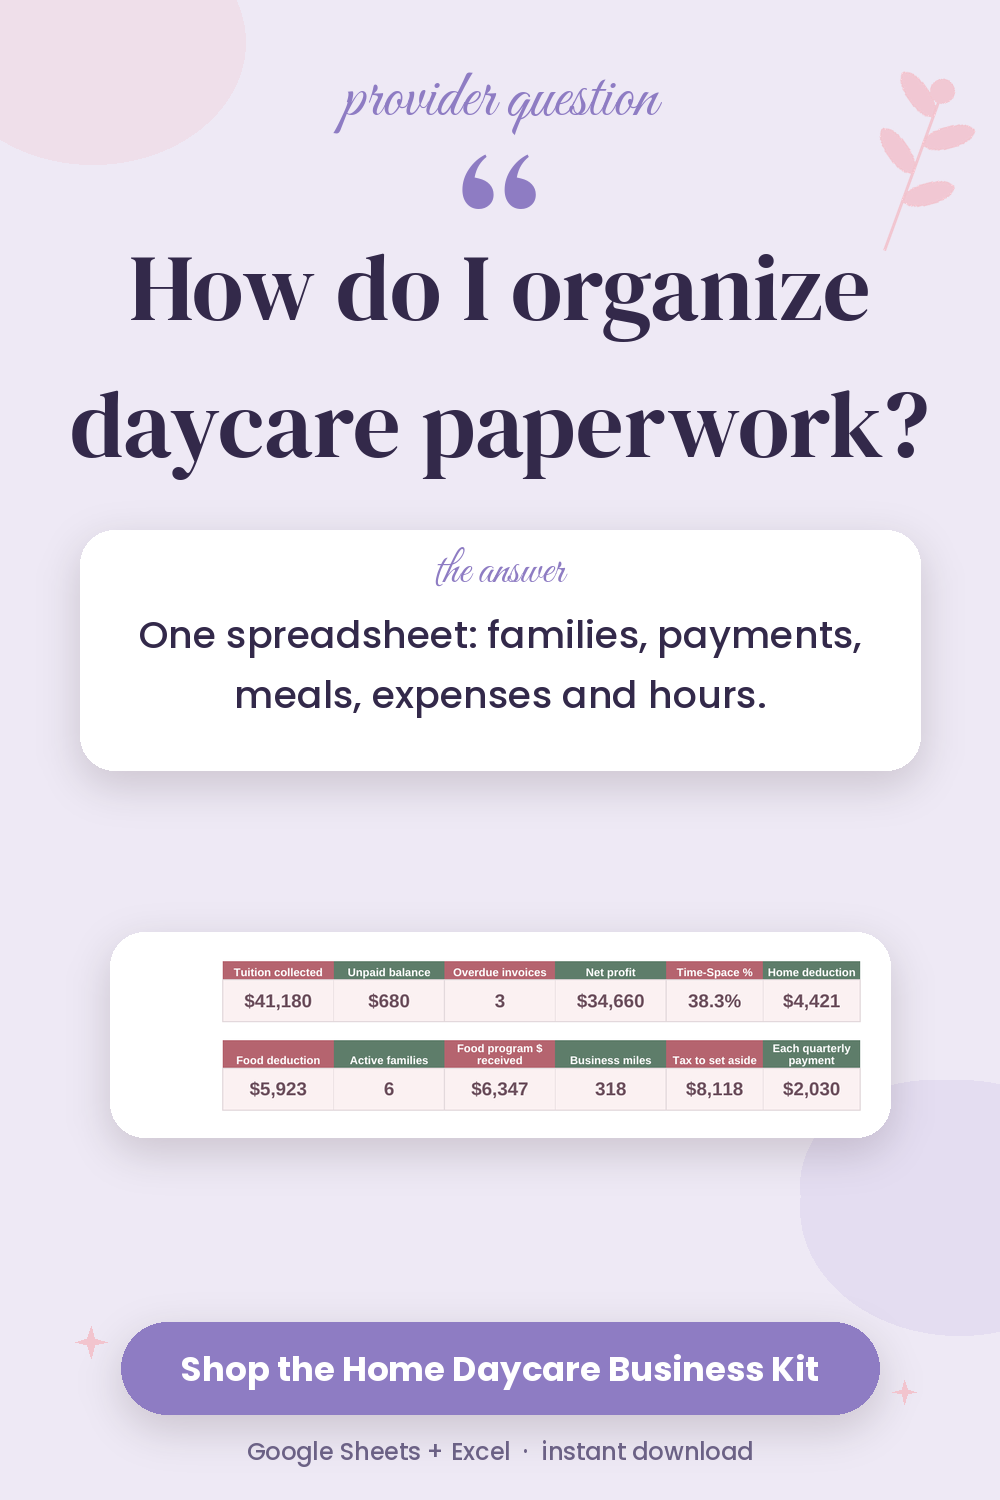 provider question
“
How do I organize
daycare paperwork?
the answer
One spreadsheet: families, payments,
meals, expenses and hours.
Tuition collected Unpaid balance Overdue invoices Net profit Time-Space % Home deduction
$41,180 $680 3 $34,660 38.3% $4,421
Food deduction Active families Food program $ received Business miles Tax to set aside Each quarterly payment
$5,923 6 $6,347 318 $8,118 $2,030
Shop the Home Daycare Business Kit
Google Sheets + Excel · instant download